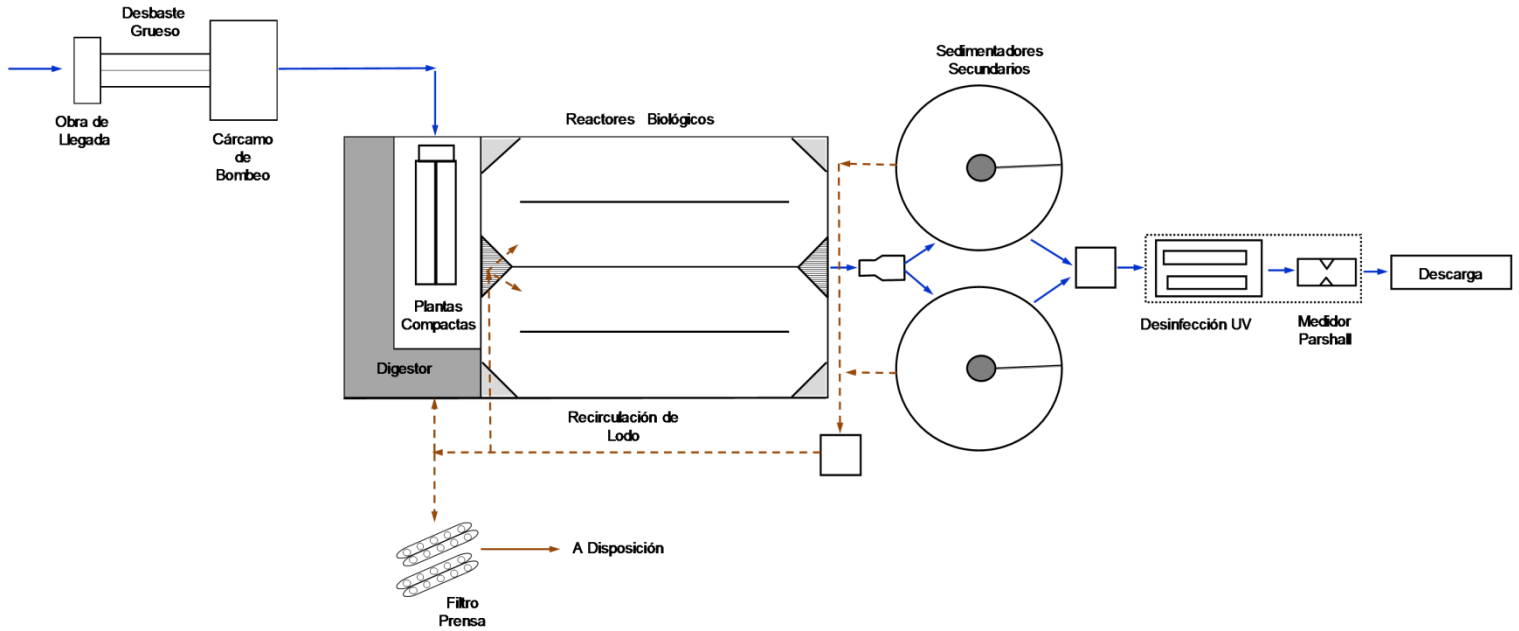 Desbaste
Grueso
Obra de
Llegada
Cárcamo
de
Bombeo
Reactores Biológicos
Sedimentadores
Secundarios
Plantas
Compactas
Digestor
Recirculación de
Lodo
Desinfección UV
Medidor
Parshall
Descarga
A Disposición
Filtro
Prensa